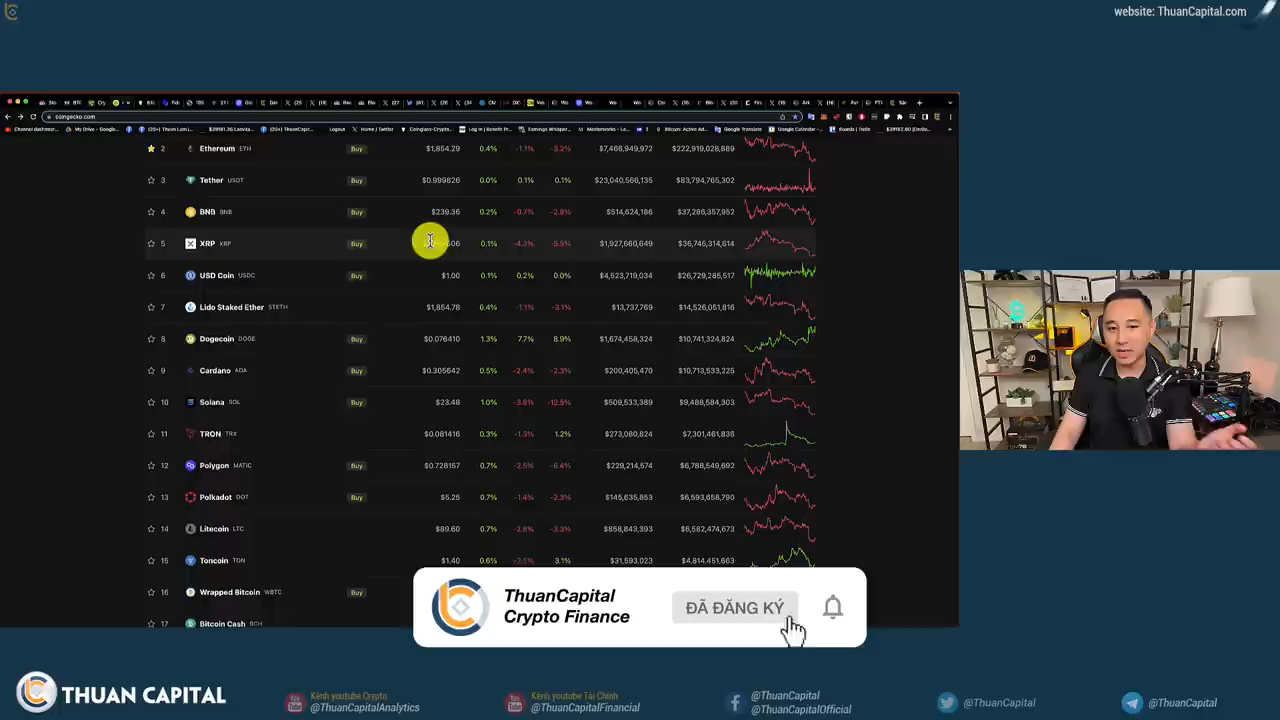 website: ThuanCapital.com
coingecko.com
2 Ethereum ETH Buy $1,854.29 0.4% -1.1% -3.2% $7,466,949,972 $222,919,028,889
3 Tether USDT Buy $0.999826 0.0% 0.1% 0.1% $23,040,566,135 $83,794,765,302
4 BNB BNB Buy $239.36 0.2% -0.7% -2.8% $514,624,186 $37,286,357,952
5 XRP XRP Buy 0.1% -4.3% -5.5% $1,927,660,649 $36,745,314,614
6 USD Coin USDC Buy $1.00 0.1% 0.2% 0.0% $4,523,719,034 $26,729,285,517
7 Lido Staked Ether STETH $1,854.78 0.4% -1.1% -3.1% $13,737,769 $14,526,051,816
8 Dogecoin DOGE Buy $0.076410 1.3% 7.7% 8.9% $1,674,458,324 $10,741,324,824
9 Cardano ADA Buy $0.305642 0.5% -2.4% -2.3% $200,405,470 $10,713,533,225
10 Solana SOL Buy $23.48 1.0% -3.8% -12.5% $509,533,389 $9,488,584,303
11 TRON TRX $0.081416 0.3% -1.3% 1.2% $273,080,824 $7,301,461,836
12 Polygon MATIC Buy $0.728157 0.7% -2.5% -6.4% $229,214,574 $6,788,549,692
13 Polkadot DOT Buy $5.25 0.7% -1.4% -2.3% $145,635,853 $6,593,658,790
14 Litecoin LTC $89.60 0.7% -2.8% -3.3% $858,843,393 $6,582,474,673
15 Toncoin TON $1.40 0.6% -2.5% 3.1% $31,593,023 $4,814,451,663
16 Wrapped Bitcoin WBTC
17 Bitcoin Cash BCH
ThuanCapital
Crypto Finance
ĐÃ ĐĂNG KÝ
THUAN CAPITAL
Kênh youtube Crypto
@ThuanCapitalAnalytics
Kênh youtube Tài Chính
@ThuanCapitalFinancial
@ThuanCapital
@ThuanCapitalOfficial
@ThuanCapital
@ThuanCapital